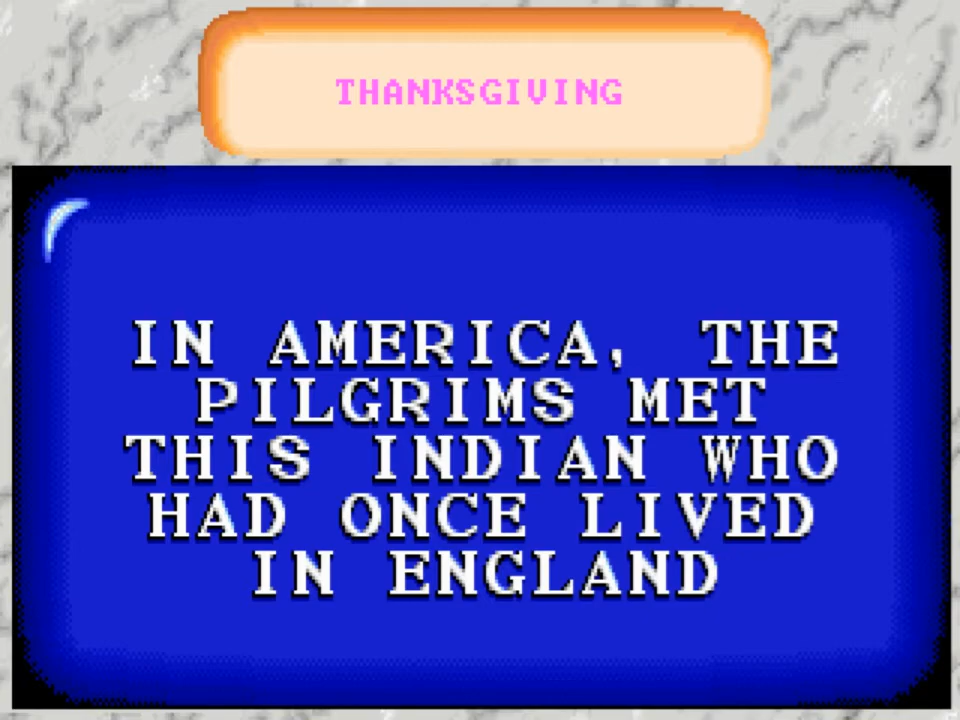 THANKSGIVING
IN AMERICA, THE
PILGRIMS MET
THIS INDIAN WHO
HAD ONCE LIVED
IN ENGLAND